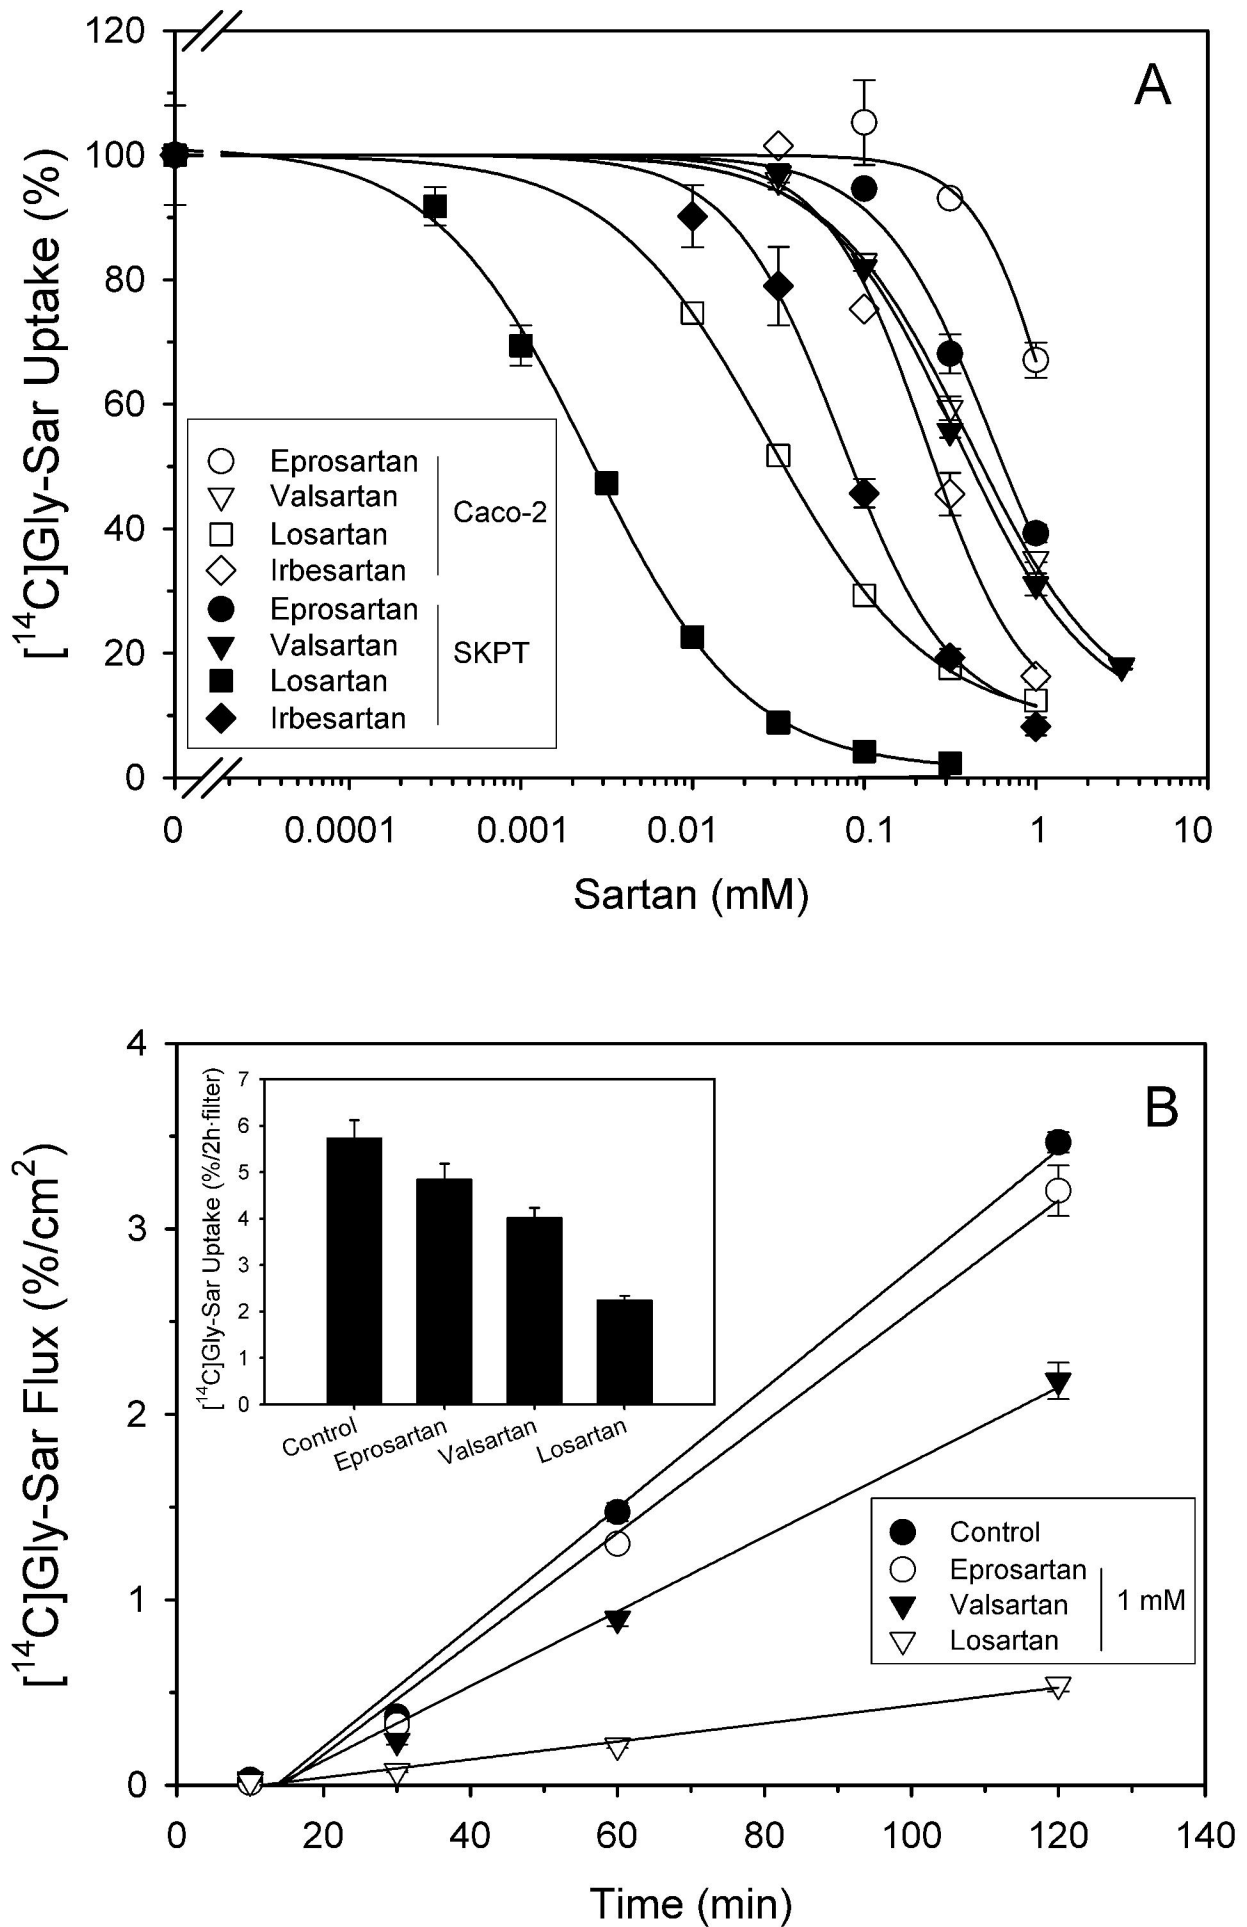 A
[¹⁴C]Gly-Sar Uptake (%)
120
100
80
60
40
20
0
Eprosartan
Valsartan
Losartan
Irbesartan
Caco-2
Eprosartan
Valsartan
Losartan
Irbesartan
SKPT
0 0.0001 0.001 0.01 0.1 1 10
Sartan (mM)
B
[¹⁴C]Gly-Sar Flux (%/cm²)
4
3
2
1
0
[¹⁴C]Gly-Sar Uptake (%/2h·filter)
7
6
5
4
3
2
1
0
Control Eprosartan Valsartan Losartan
Control
Eprosartan
Valsartan
Losartan
1 mM
0 20 40 60 80 100 120 140
Time (min)